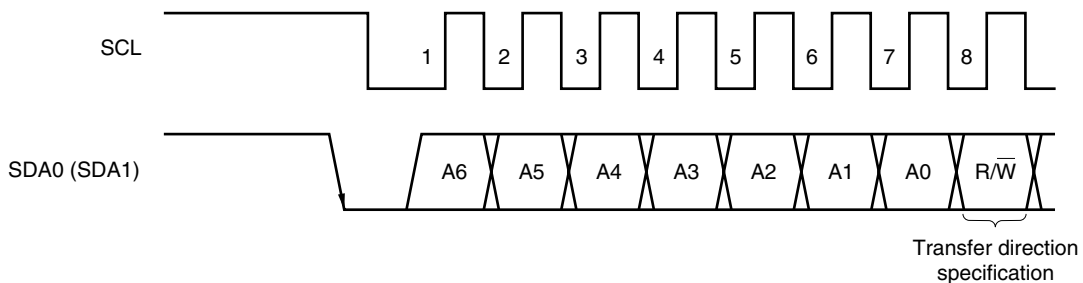 SCL
1 2 3 4 5 6 7 8
SDA0 (SDA1)
A6 A5 A4 A3 A2 A1 A0 R/W̅
Transfer direction
specification